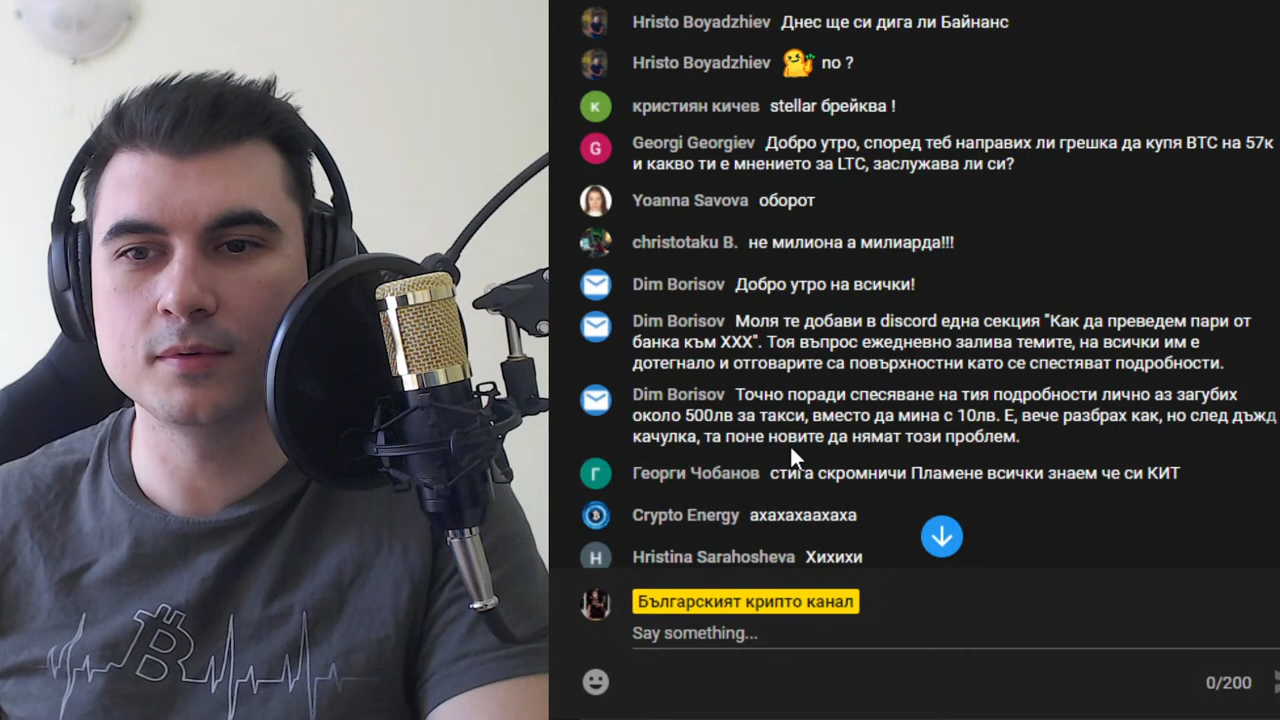 Hristo Boyadzhiev Днес ще си дига ли Байнанс
Hristo Boyadzhiev по ?
K
кристиян кичев stellar брейква !
G
Georgi Georgiev Добро утро, според теб направих ли грешка да купя BTC на 57к
и какво ти е мнението за LTC, заслужава ли си?
Yoanna Savova оборот
christotaku B. не милиона а милиарда!!!
Dim Borisov Добро утро на всички!
Dim Borisov Моля те добави в discord една секция "Как да преведем пари от
банка към XXX". Тоя въпрос ежедневно залива темите, на всички им е
дотегнало и отговарите са повърхностни като се спестяват подробности.
Dim Borisov Точно поради спесяване на тия подробности лично аз загубих
около 500лв за такси, вместо да мина с 10лв. Е, вече разбрах как, но след дъжд
качулка, та поне новите да нямат този проблем.
Г
Георги Чобанов стига скромничи Пламене всички знаем че си КИТ
Crypto Energy ахахахаахаха
H
Hristina Sarahosheva Хихихи
Българският крипто канал
Say something...
0/200